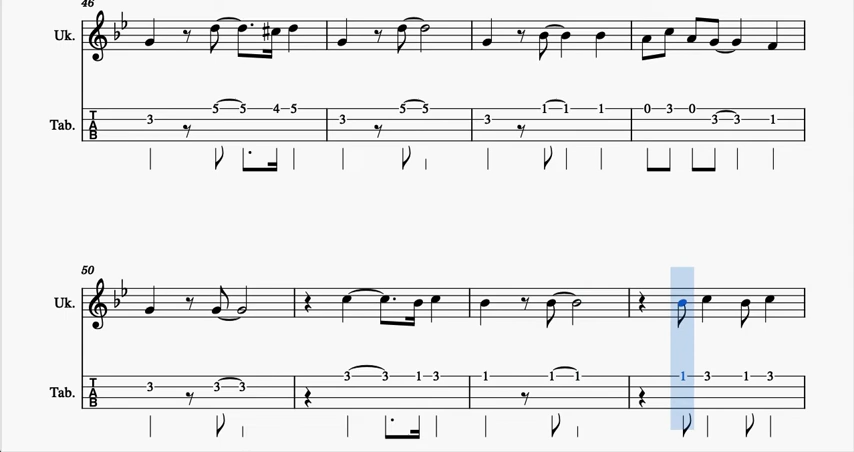 46
Uk.
Tab. T A B
3 5 5 4 5 3 5 5 3 1 1 1 0 3 0 3 3 1
50
Uk.
Tab. T A B
3 3 3 3 3 1 3 1 1 1 1 3 1 3